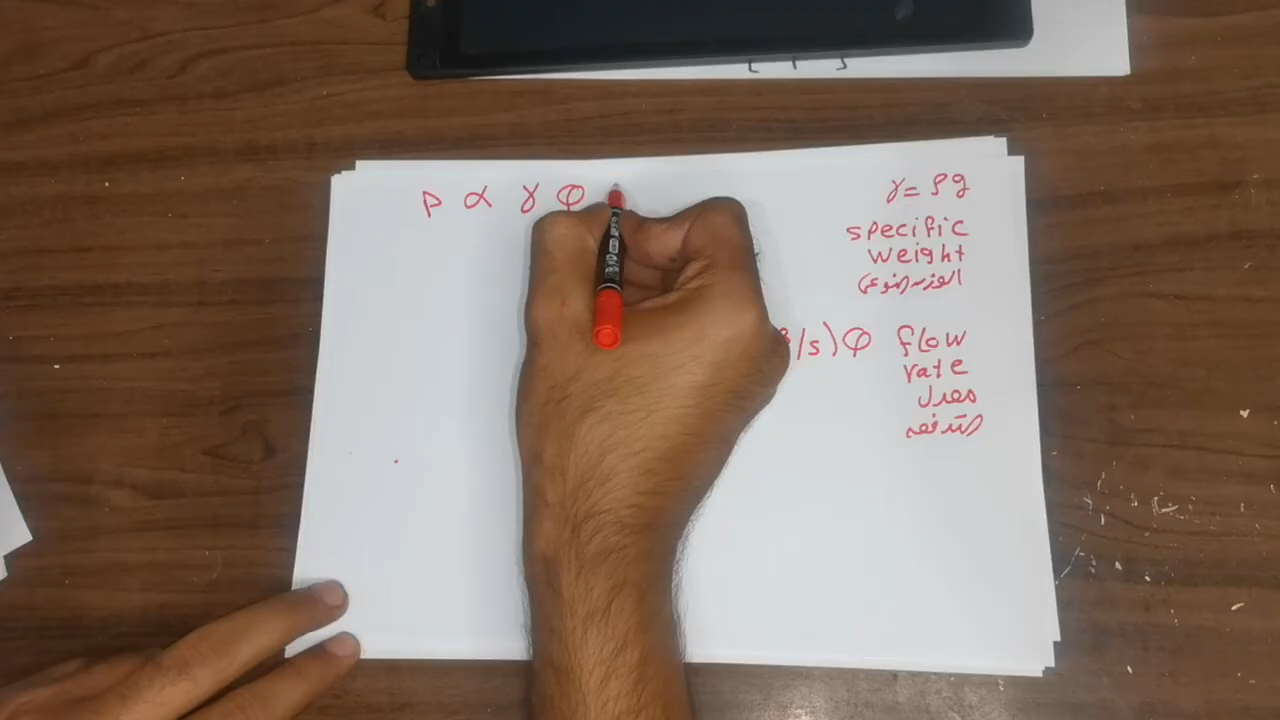 P α γ Q
γ = ρg
specific
weight
الوزن النوعي
/s) Q flow
rate
معدل
التدفق